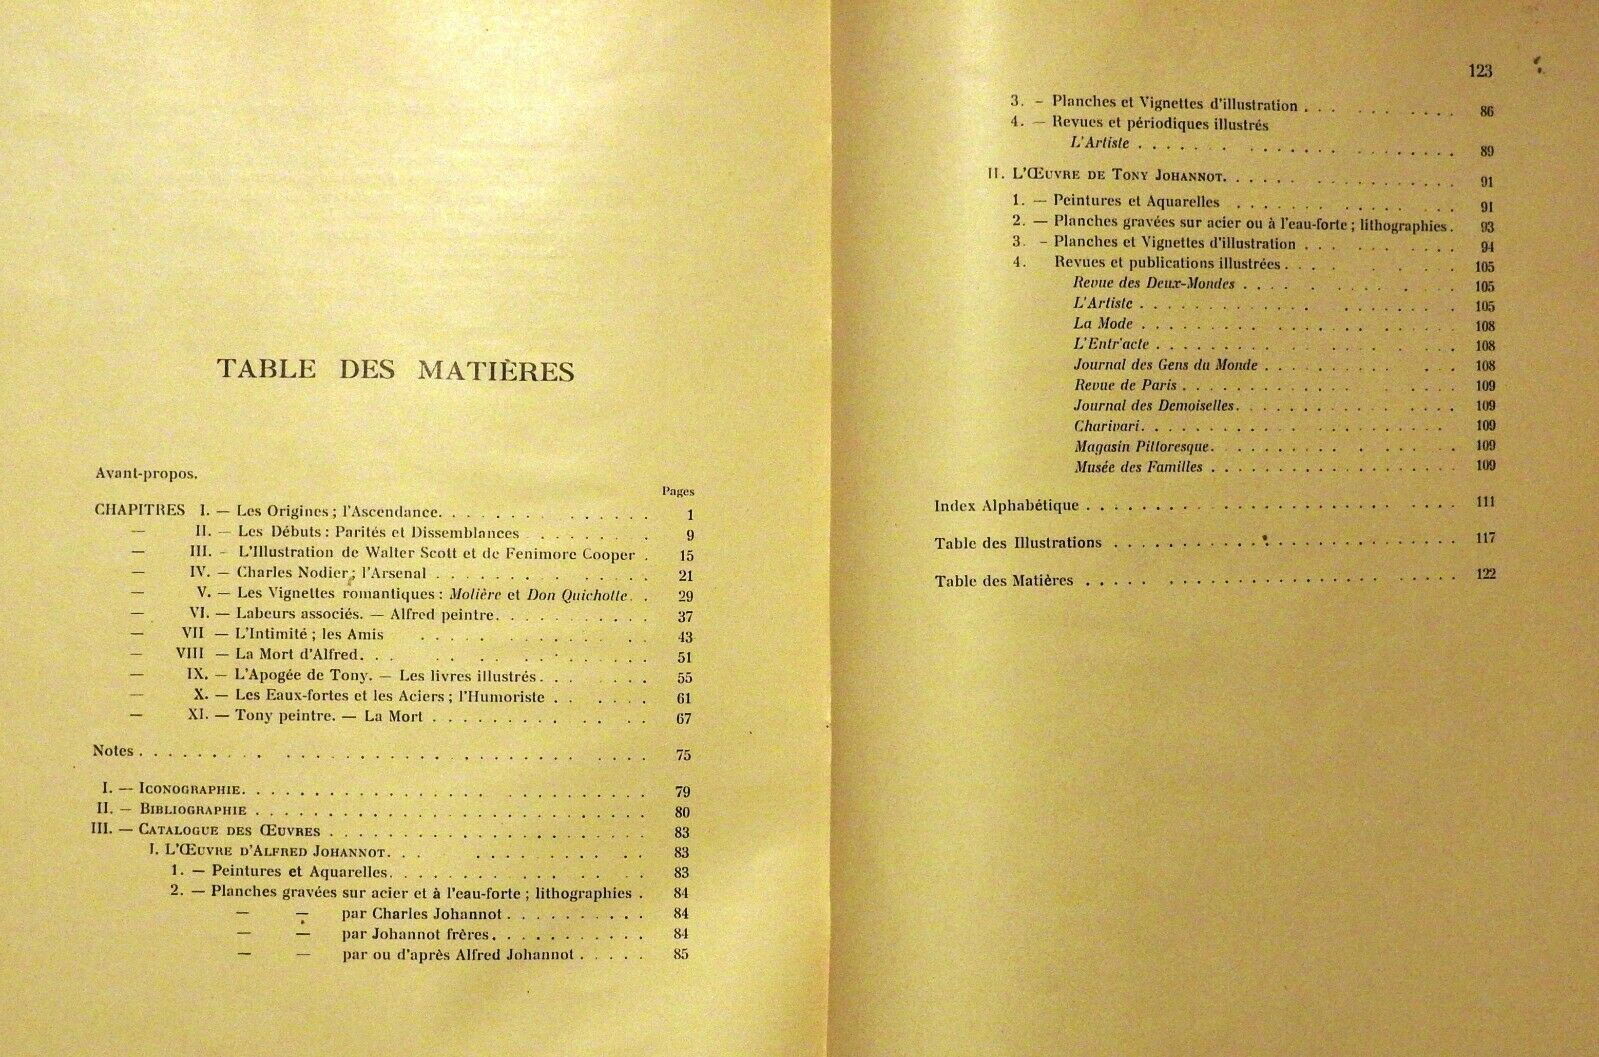 TABLE DES MATIÈRES
Avant-propos.
Pages
CHAPITRES I. — Les Origines ; l'Ascendance. . . . . . . . . . . . . 1
— II. — Les Débuts : Parités et Dissemblances . . . . . . . 9
— III. - L'Illustration de Walter Scott et de Fenimore Cooper . 15
— IV. — Charles Nodier ; l'Arsenal . . . . . . . . . . . . 21
— V. — Les Vignettes romantiques : Molière et Don Quichotte. . 29
— VI. — Labeurs associés. — Alfred peintre. . . . . . . . . . 37
— VII — L'Intimité ; les Amis . . . . . . . . . . . . 43
— VIII — La Mort d'Alfred. . . . . . . . . . . . . . . 51
— IX. — L'Apogée de Tony. — Les livres illustrés. . . . . . . 55
— X. — Les Eaux-fortes et les Aciers ; l'Humoriste . . . . . . 61
— XI. — Tony peintre. — La Mort . . . . . . . . . . . . 67
Notes . . . . . . . . . . . . . . . . . . . . . . . . . . . . . . 75
I. — ICONOGRAPHIE. . . . . . . . . . . . . . . . . . . . . . . . . 79
II. — BIBLIOGRAPHIE . . . . . . . . . . . . . . . . . . . . . . . . 80
III. — CATALOGUE DES ŒUVRES . . . . . . . . . . . . . . . . . . . . 83
I. L'ŒUVRE D'ALFRED JOHANNOT. . . . . . . . . . . . . . . 83
1. — Peintures et Aquarelles. . . . . . . . . . . . . . . 83
2. — Planches gravées sur acier et à l'eau-forte ; lithographies . 84
— — par Charles Johannot . . . . . . . . . . 84
— — par Johannot frères. . . . . . . . . . . 84
— — par ou d'après Alfred Johannot . . . . . 85
123
3. - Planches et Vignettes d'illustration . . . . . . . . . 86
4. — Revues et périodiques illustrés
L'Artiste . . . . . . . . . . . . . . . . . . . . 89
II. L'ŒUVRE DE TONY JOHANNOT. . . . . . . . . . . . . . . . 91
1. — Peintures et Aquarelles . . . . . . . . . . . . . . . 91
2. — Planches gravées sur acier ou à l'eau-forte ; lithographies . 93
3. - Planches et Vignettes d'illustration . . . . . . . . . . 94
4. Revues et publications illustrées . . . . . . . . . 105
Revue des Deux-Mondes . . . . . . . . . . . 105
L'Artiste . . . . . . . . . . . . . . . . . . 105
La Mode . . . . . . . . . . . . . . . . . . . 108
L'Entr'acte . . . . . . . . . . . . . . . . . . 108
Journal des Gens du Monde . . . . . . . . . . . . 108
Revue de Paris . . . . . . . . . . . . . . . . . 109
Journal des Demoiselles. . . . . . . . . . . . . . 109
Charivari. . . . . . . . . . . . . . . . . . . . 109
Magasin Pittoresque. . . . . . . . . . . . . . . . 109
Musée des Familles . . . . . . . . . . . . . . . . 109
Index Alphabétique . . . . . . . . . . . . . . . . . . . . . . . . 111
Table des Illustrations . . . . . . . . . . . . . . . . . . . . . . . 117
Table des Matières . . . . . . . . . . . . . . . . . . . . . . . . 122